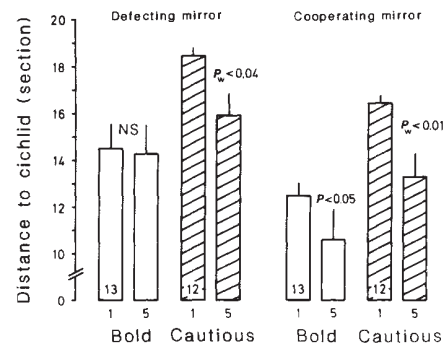 Defecting mirror
Cooperating mirror
Distance to cichlid (section)
20
18
16
14
12
10
0
NS
P_w < 0.04
P < 0.05
P_w < 0.01
13
12
13
12
1 5 1 5 1 5 1 5
Bold Cautious Bold Cautious